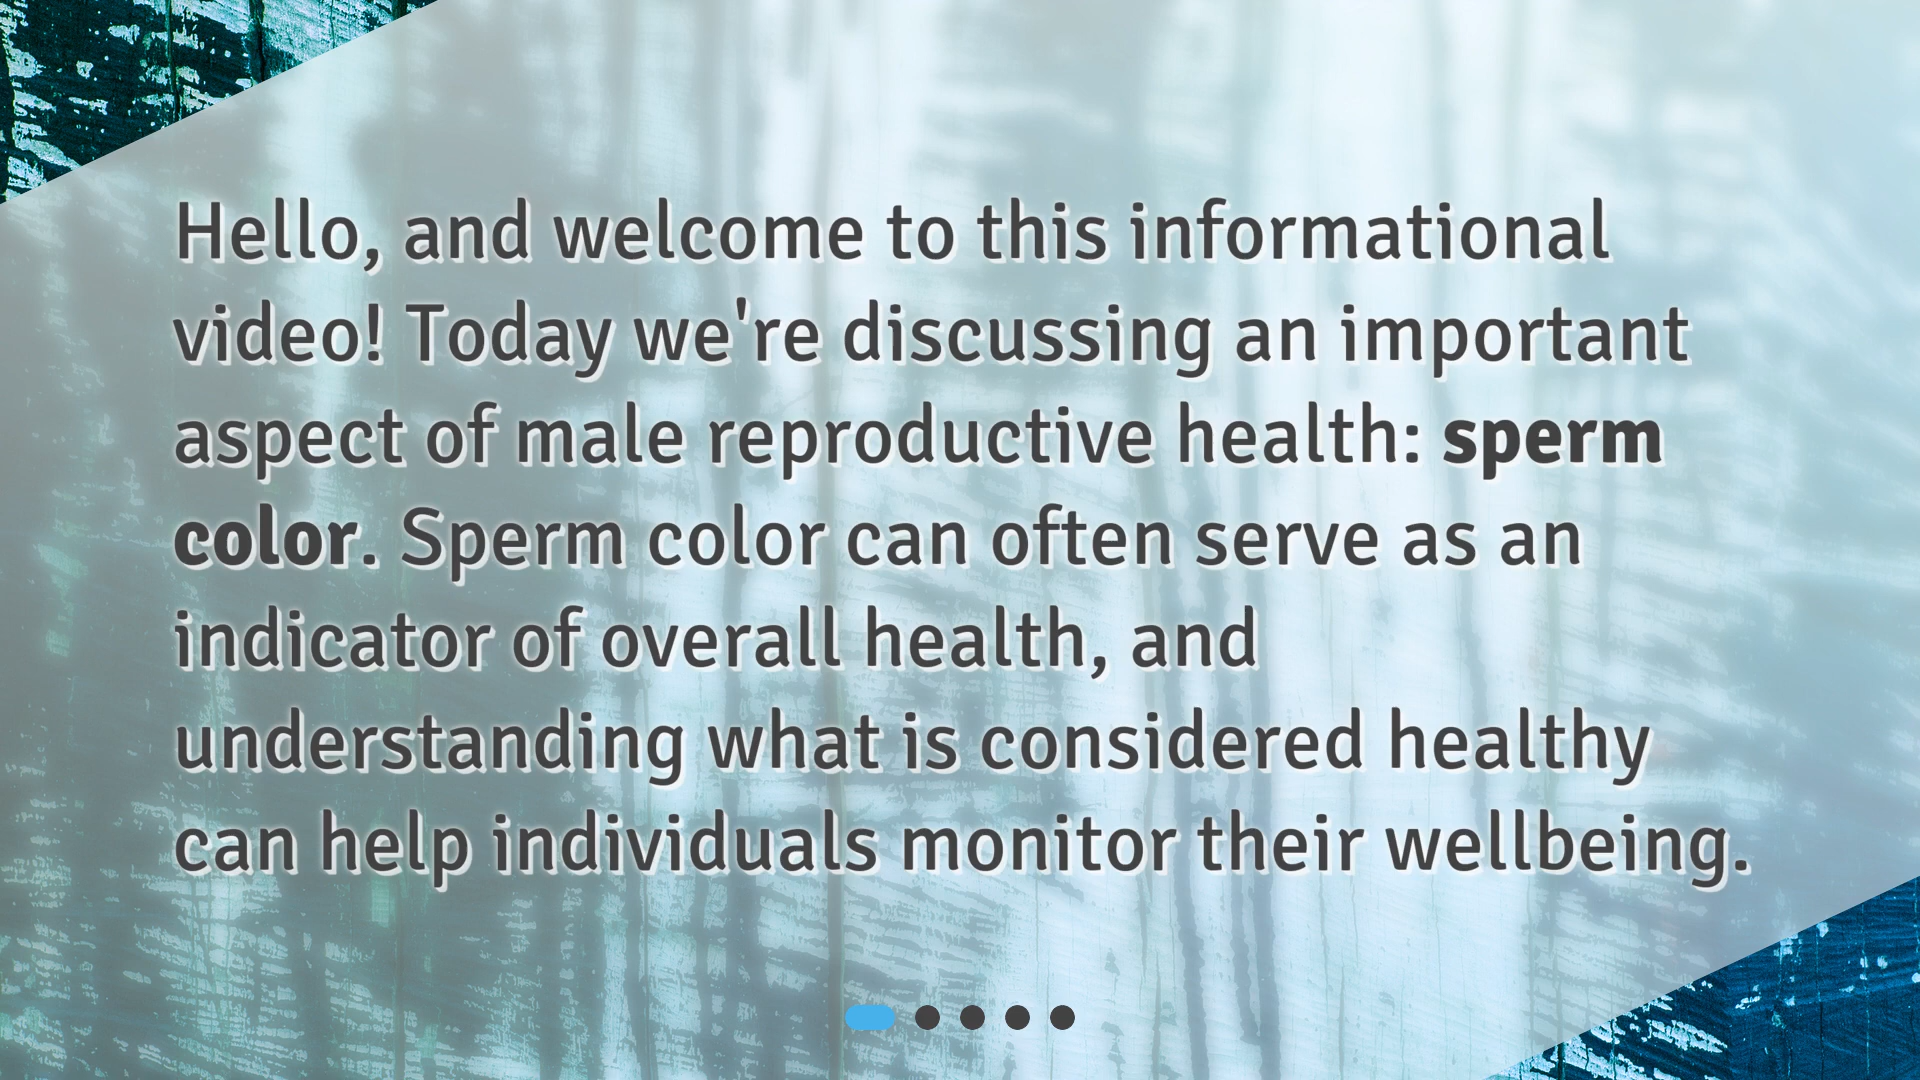 Hello, and welcome to this informational
video! Today we're discussing an important
aspect of male reproductive health: sperm
color. Sperm color can often serve as an
indicator of overall health, and
understanding what is considered healthy
can help individuals monitor their wellbeing.